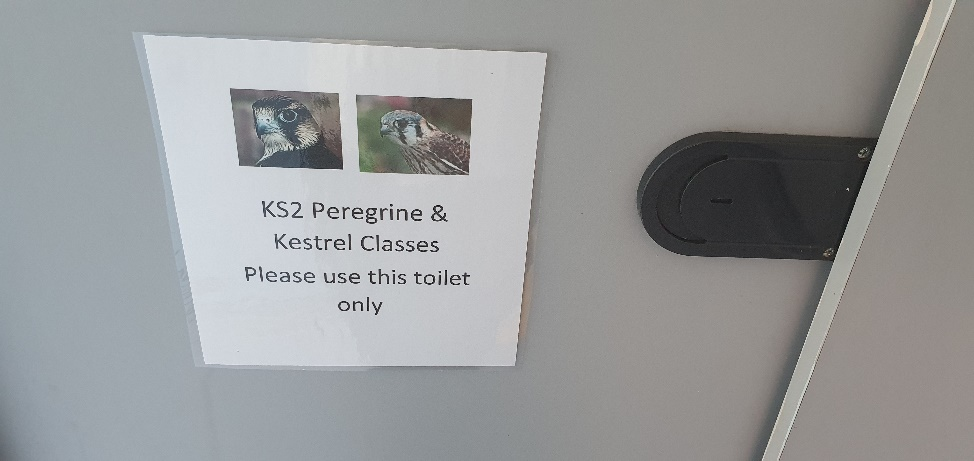 KS2 Peregrine &
Kestrel Classes
Please use this toilet
only